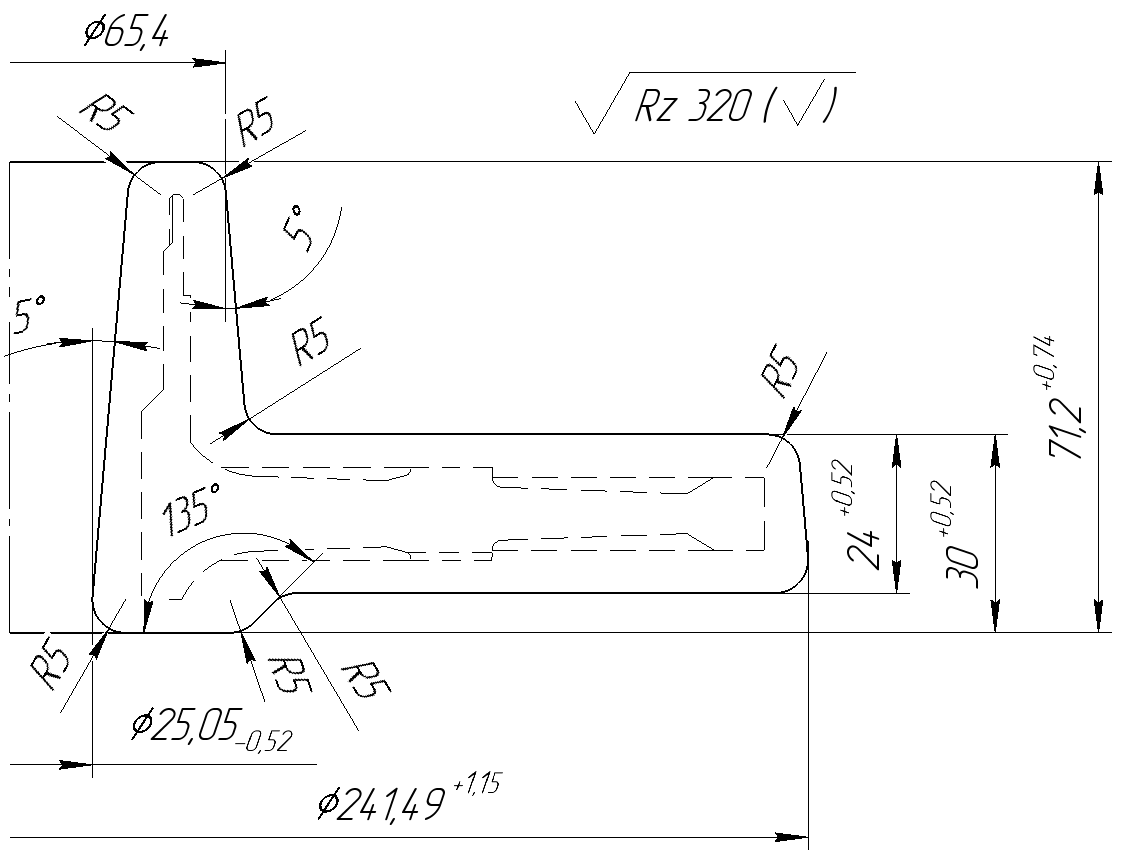 ⌀65,4
R5
R5
√Rz 320 (√)
5°
5°
R5
R5
71,2 +0,74
24 +0,52
30 +0,52
135°
R5
R5
R5
⌀25,05 -0,52
⌀241,49 +1,15